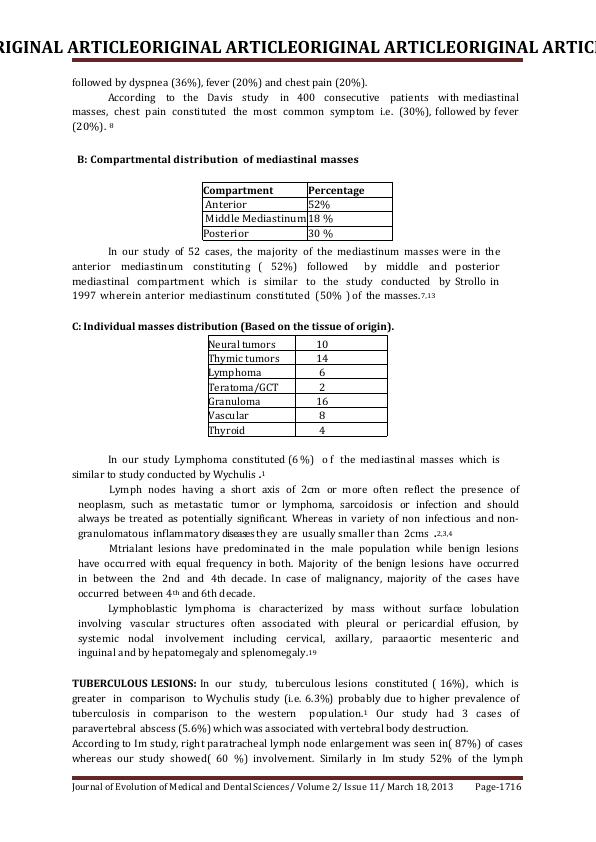 RIGINAL ARTICLEORIGINAL ARTICLEORIGINAL ARTICLEORIGINAL ARTIC
followed by dyspnea (36%), fever (20%) and chest pain (20%).
According to the Davis study in 400 consecutive patients with mediastinal
masses, chest pain constituted the most common symptom i.e. (30%), followed by fever
(20%). 8
B: Compartmental distribution of mediastinal masses
Compartment Percentage
Anterior 52%
Middle Mediastinum 18 %
Posterior 30 %
In our study of 52 cases, the majority of the mediastinum masses were in the
anterior mediastinum constituting ( 52%) followed by middle and posterior
mediastinal compartment which is similar to the study conducted by Strollo in
1997 wherein anterior mediastinum constituted (50% ) of the masses.7,13
C: Individual masses distribution (Based on the tissue of origin).
Neural tumors 10
Thymic tumors 14
Lymphoma 6
Teratoma/GCT 2
Granuloma 16
Vascular 8
Thyroid 4
In our study Lymphoma constituted (6 %) of the mediastinal masses which is
similar to study conducted by Wychulis .1
Lymph nodes having a short axis of 2cm or more often reflect the presence of
neoplasm, such as metastatic tumor or lymphoma, sarcoidosis or infection and should
always be treated as potentially significant. Whereas in variety of non infectious and non-
granulomatous inflammatory diseases they are usually smaller than 2cms .2,3,4
Mtrialant lesions have predominated in the male population while benign lesions
have occurred with equal frequency in both. Majority of the benign lesions have occurred
in between the 2nd and 4th decade. In case of malignancy, majority of the cases have
occurred between 4th and 6th decade.
Lymphoblastic lymphoma is characterized by mass without surface lobulation
involving vascular structures often associated with pleural or pericardial effusion, by
systemic nodal involvement including cervical, axillary, paraaortic mesenteric and
inguinal and by hepatomegaly and splenomegaly.19
TUBERCULOUS LESIONS: In our study, tuberculous lesions constituted ( 16%), which is
greater in comparison to Wychulis study (i.e. 6.3%) probably due to higher prevalence of
tuberculosis in comparison to the western population.1 Our study had 3 cases of
paravertebral abscess (5.6%) which was associated with vertebral body destruction.
According to Im study, right paratracheal lymph node enlargement was seen in( 87%) of cases
whereas our study showed( 60 %) involvement. Similarly in Im study 52% of the lymph
Journal of Evolution of Medical and Dental Sciences/ Volume 2/ Issue 11/ March 18, 2013 Page-1716